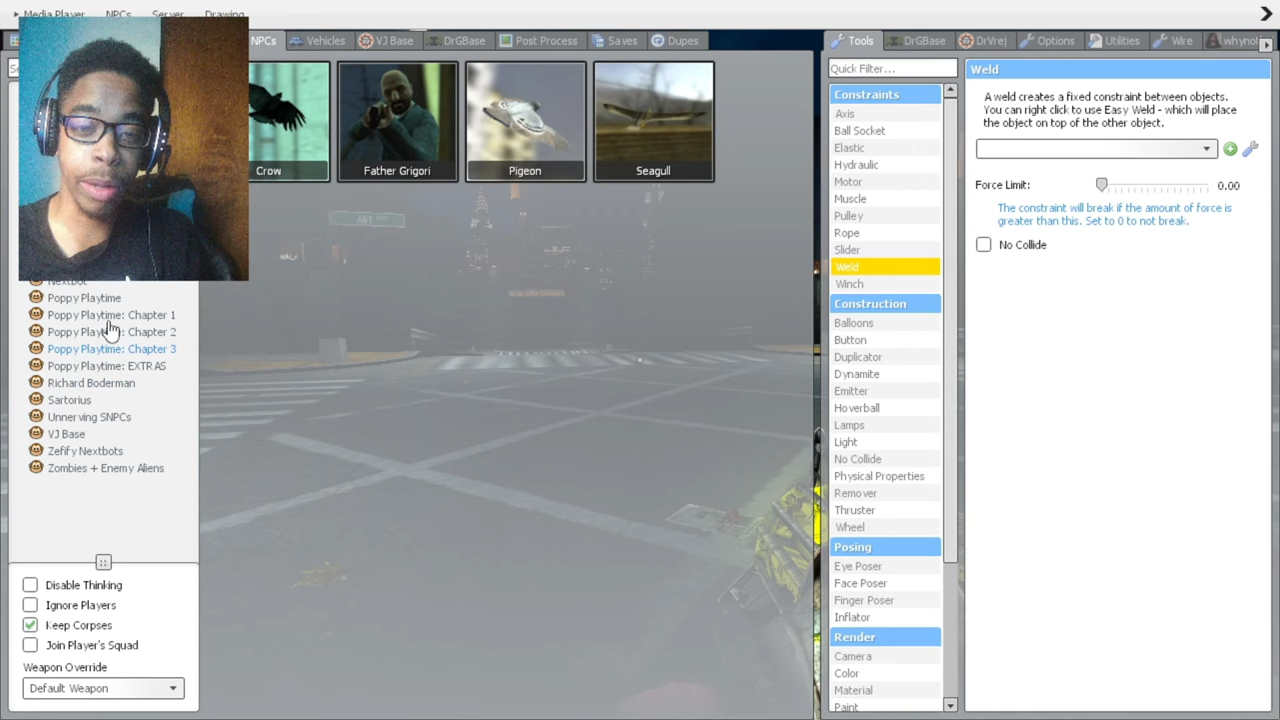 Media Player NPCs Server Drawing
NPCs Vehicles VJ Base DrGBase Post Process Saves Dupes
Crow
Father Grigori
Pigeon
Seagull
ANY
Nextbot
Poppy Playtime
Poppy Playtime: Chapter 1
Poppy Playtime: Chapter 2
Poppy Playtime: Chapter 3
Poppy Playtime: EXTRAS
Richard Boderman
Sartorius
Unnerving SNPCs
VJ Base
Zefify Nextbots
Zombies + Enemy Aliens
Disable Thinking
Ignore Players
Keep Corpses
Join Player's Squad
Weapon Override
Default Weapon
Tools DrGBase DrVrej Options Utilities Wire whynot
Quick Filter...
Constraints
Axis
Ball Socket
Elastic
Hydraulic
Motor
Muscle
Pulley
Rope
Slider
Weld
Winch
Construction
Balloons
Button
Duplicator
Dynamite
Emitter
Hoverball
Lamps
Light
No Collide
Physical Properties
Remover
Thruster
Wheel
Posing
Eye Poser
Face Poser
Finger Poser
Inflator
Render
Camera
Color
Material
Paint
Weld
A weld creates a fixed constraint between objects.
You can right click to use Easy Weld - which will place
the object on top of the other object.
Force Limit: 0.00
The constraint will break if the amount of force is
greater than this. Set to 0 to not break.
No Collide